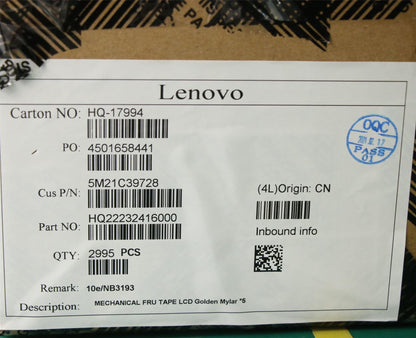 Lenovo
Carton NO: HQ-17994
PO: 4501658441
Cus P/N: 5M21C39728
(4L)Origin: CN
Part NO: HQ22232416000
Inbound info
QTY: 2995 PCS
Remark: 10e/NB3193
Description: MECHANICAL FRU TAPE LCD Golden Mylar *5
OQC
PASS
01